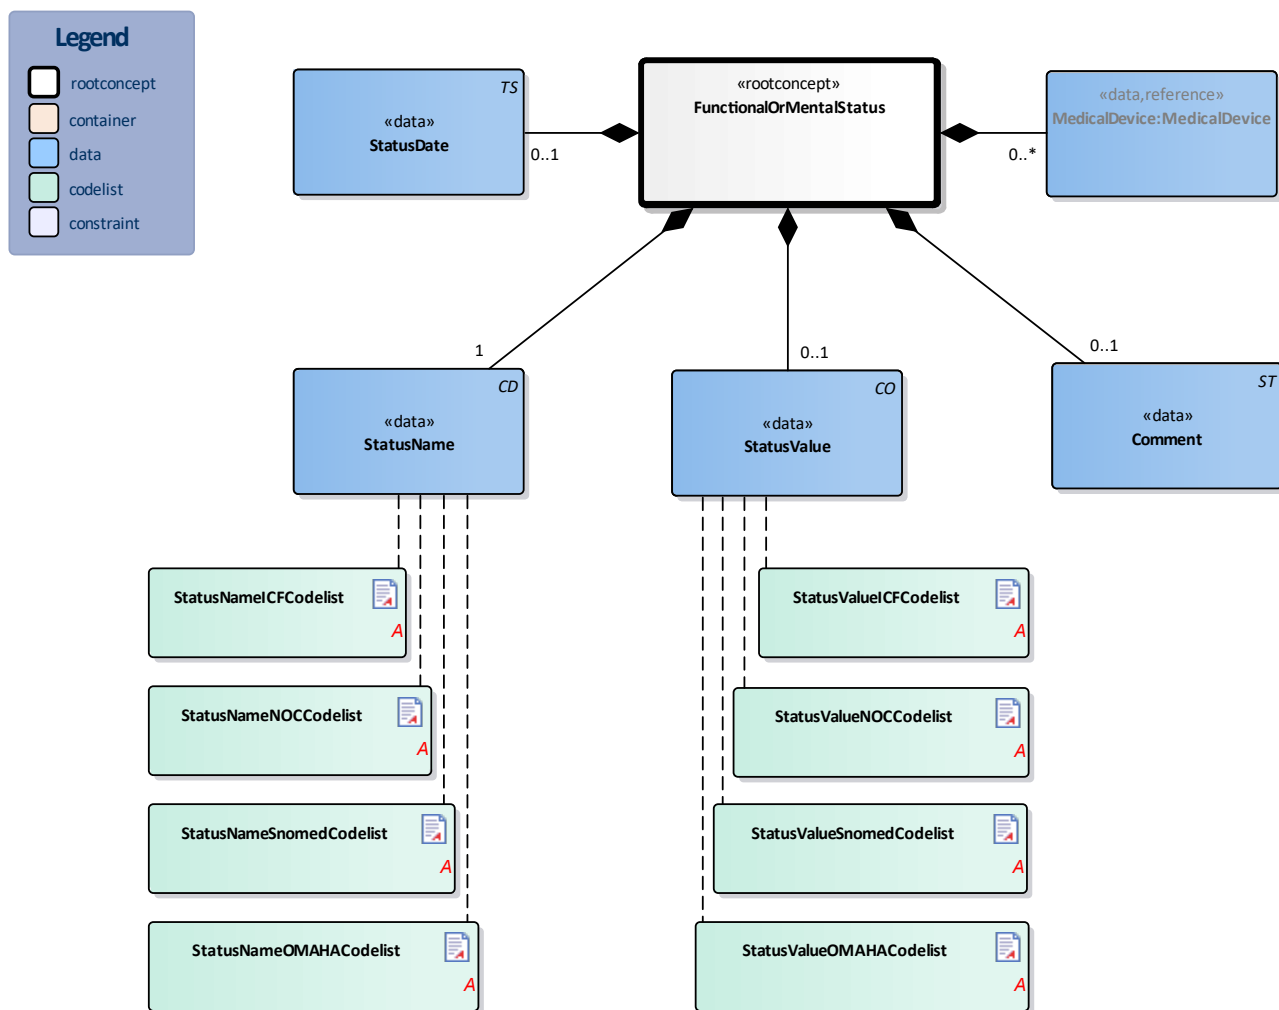 Legend
rootconcept
container
data
codelist
constraint
TS
«data»
StatusDate
0..1
«rootconcept»
FunctionalOrMentalStatus
«data,reference»
MedicalDevice:MedicalDevice
0..*
1
0..1
0..1
CD
«data»
StatusName
CO
«data»
StatusValue
ST
«data»
Comment
StatusNameICFCodelist
A
StatusValueICFCodelist
A
StatusNameNOCCodelist
A
StatusValueNOCCodelist
A
StatusNameSnomedCodelist
A
StatusValueSnomedCodelist
A
StatusNameOMAHACodelist
A
StatusValueOMAHACodelist
A